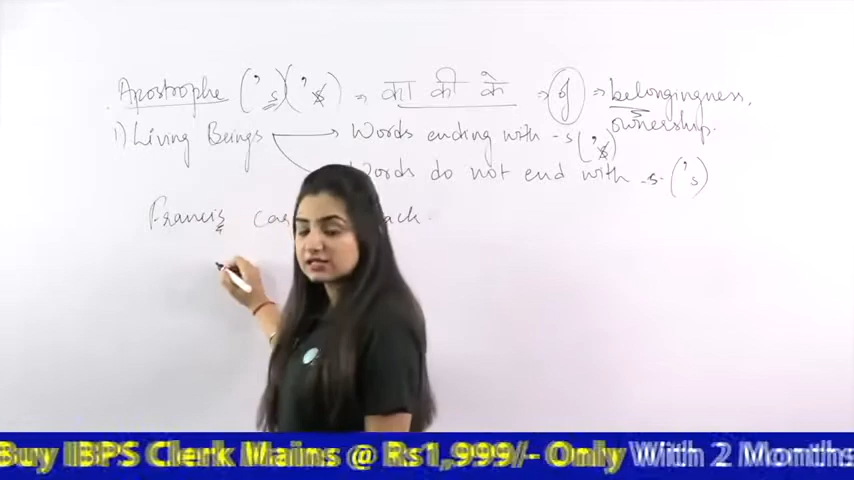 Apostrophe (' s) (' s) → का की के → of → belongingness,
ownership.
1) Living Beings → Words ending with -s (' s)
Words do not end with -s- (' s)
Francis
Buy IBPS Clerk Mains @ Rs1,999/- Only With 2 Months